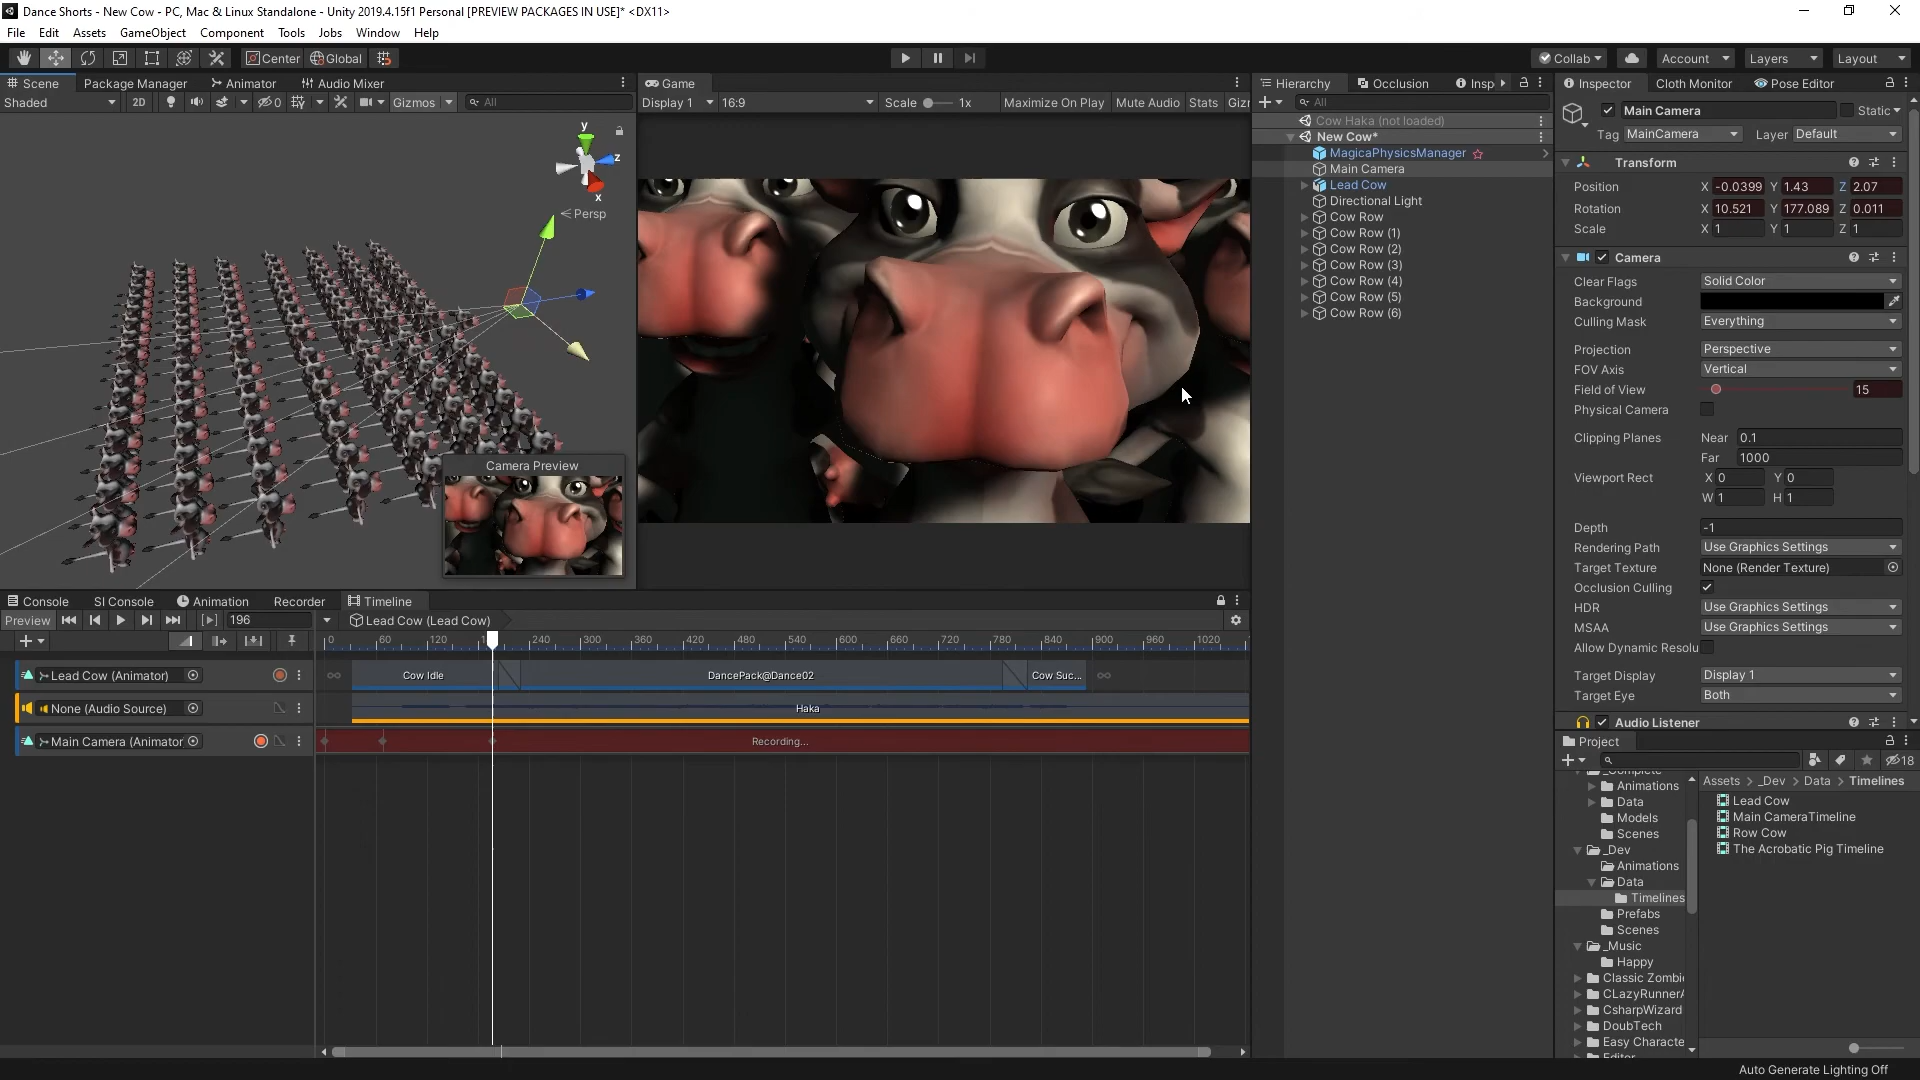 Dance Shorts - New Cow - PC, Mac & Linux Standalone - Unity 2019.4.15f1 Personal [PREVIEW PACKAGES IN USE]* <DX11>
File Edit Assets GameObject Component Tools Jobs Window Help
Center Global Collab Account Layers Layout
Scene Package Manager Animator Audio Mixer
Shaded 2D 0 Gizmos All
y
z
x
Persp
Camera Preview
Game
Display 1 16:9 Scale 1x Maximize On Play Mute Audio Stats Giz
Hierarchy Occlusion Insp
All
Cow Haka (not loaded)
New Cow*
MagicaPhysicsManager
Main Camera
Lead Cow
Directional Light
Cow Row
Cow Row (1)
Cow Row (2)
Cow Row (3)
Cow Row (4)
Cow Row (5)
Cow Row (6)
Inspector Cloth Monitor Pose Editor
Main Camera Static
Tag MainCamera Layer Default
Transform
Position X -0.0399 Y 1.43 Z 2.07
Rotation X 10.521 Y 177.089 Z 0.011
Scale X 1 Y 1 Z 1
Camera
Clear Flags Solid Color
Background
Culling Mask Everything
Projection Perspective
FOV Axis Vertical
Field of View 15
Physical Camera
Clipping Planes Near 0.1
Far 1000
Viewport Rect X 0 Y 0
W 1 H 1
Depth -1
Rendering Path Use Graphics Settings
Target Texture None (Render Texture)
Occlusion Culling
HDR Use Graphics Settings
MSAA Use Graphics Settings
Allow Dynamic Resolu
Target Display Display 1
Target Eye Both
Audio Listener
Console SI Console Animation Recorder Timeline
Preview 196 Lead Cow (Lead Cow)
0 60 120 240 300 360 420 480 540 600 660 720 780 840 900 960 1020
Lead Cow (Animator) Cow Idle DancePack@Dance02 Cow Suc...
None (Audio Source) Haka
Main Camera (Animator Recording...
Project
18
Animations
Data
Models
Scenes
_Dev
Animations
Data
Timelines
Prefabs
Scenes
_Music
Happy
Classic Zombi
CLazyRunnerA
CsharpWizard
DoubTech
Easy Characte
Assets > _Dev > Data > Timelines
Lead Cow
Main CameraTimeline
Row Cow
The Acrobatic Pig Timeline
Auto Generate Lighting Off